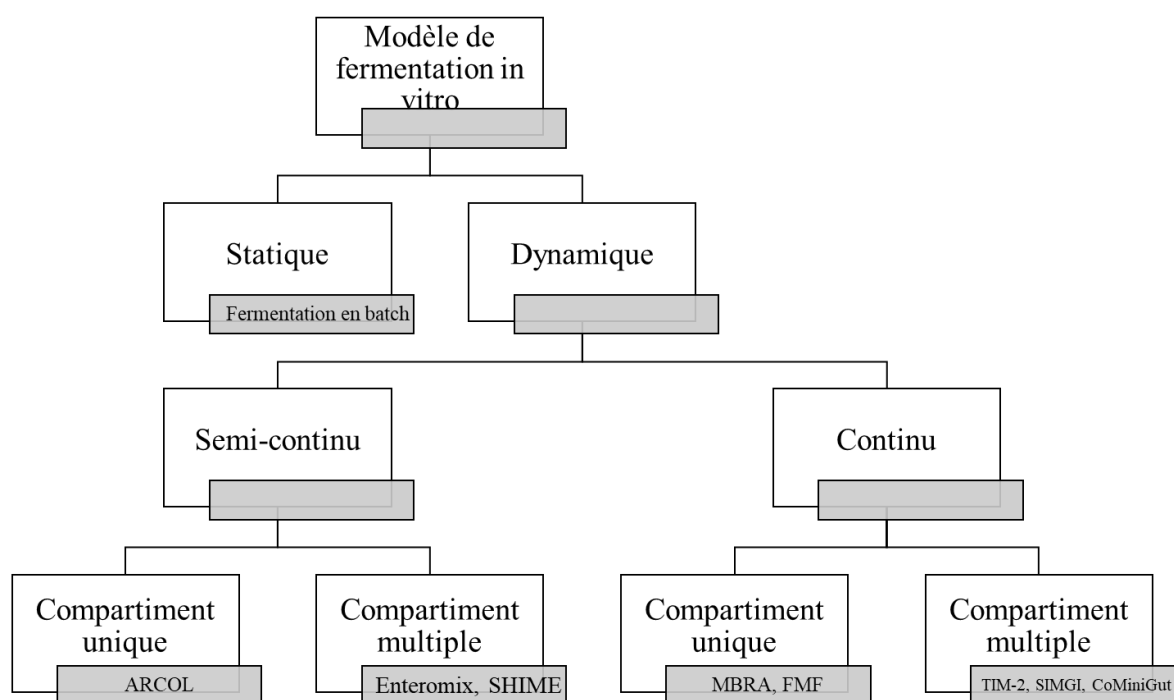 Modèle de
fermentation in
vitro
Statique
Fermentation en batch
Dynamique
Semi-continu
Continu
Compartiment
unique
ARCOL
Compartiment
multiple
Enteromix, SHIME
Compartiment
unique
MBRA, FMF
Compartiment
multiple
TIM-2, SIMGI, CoMiniGut